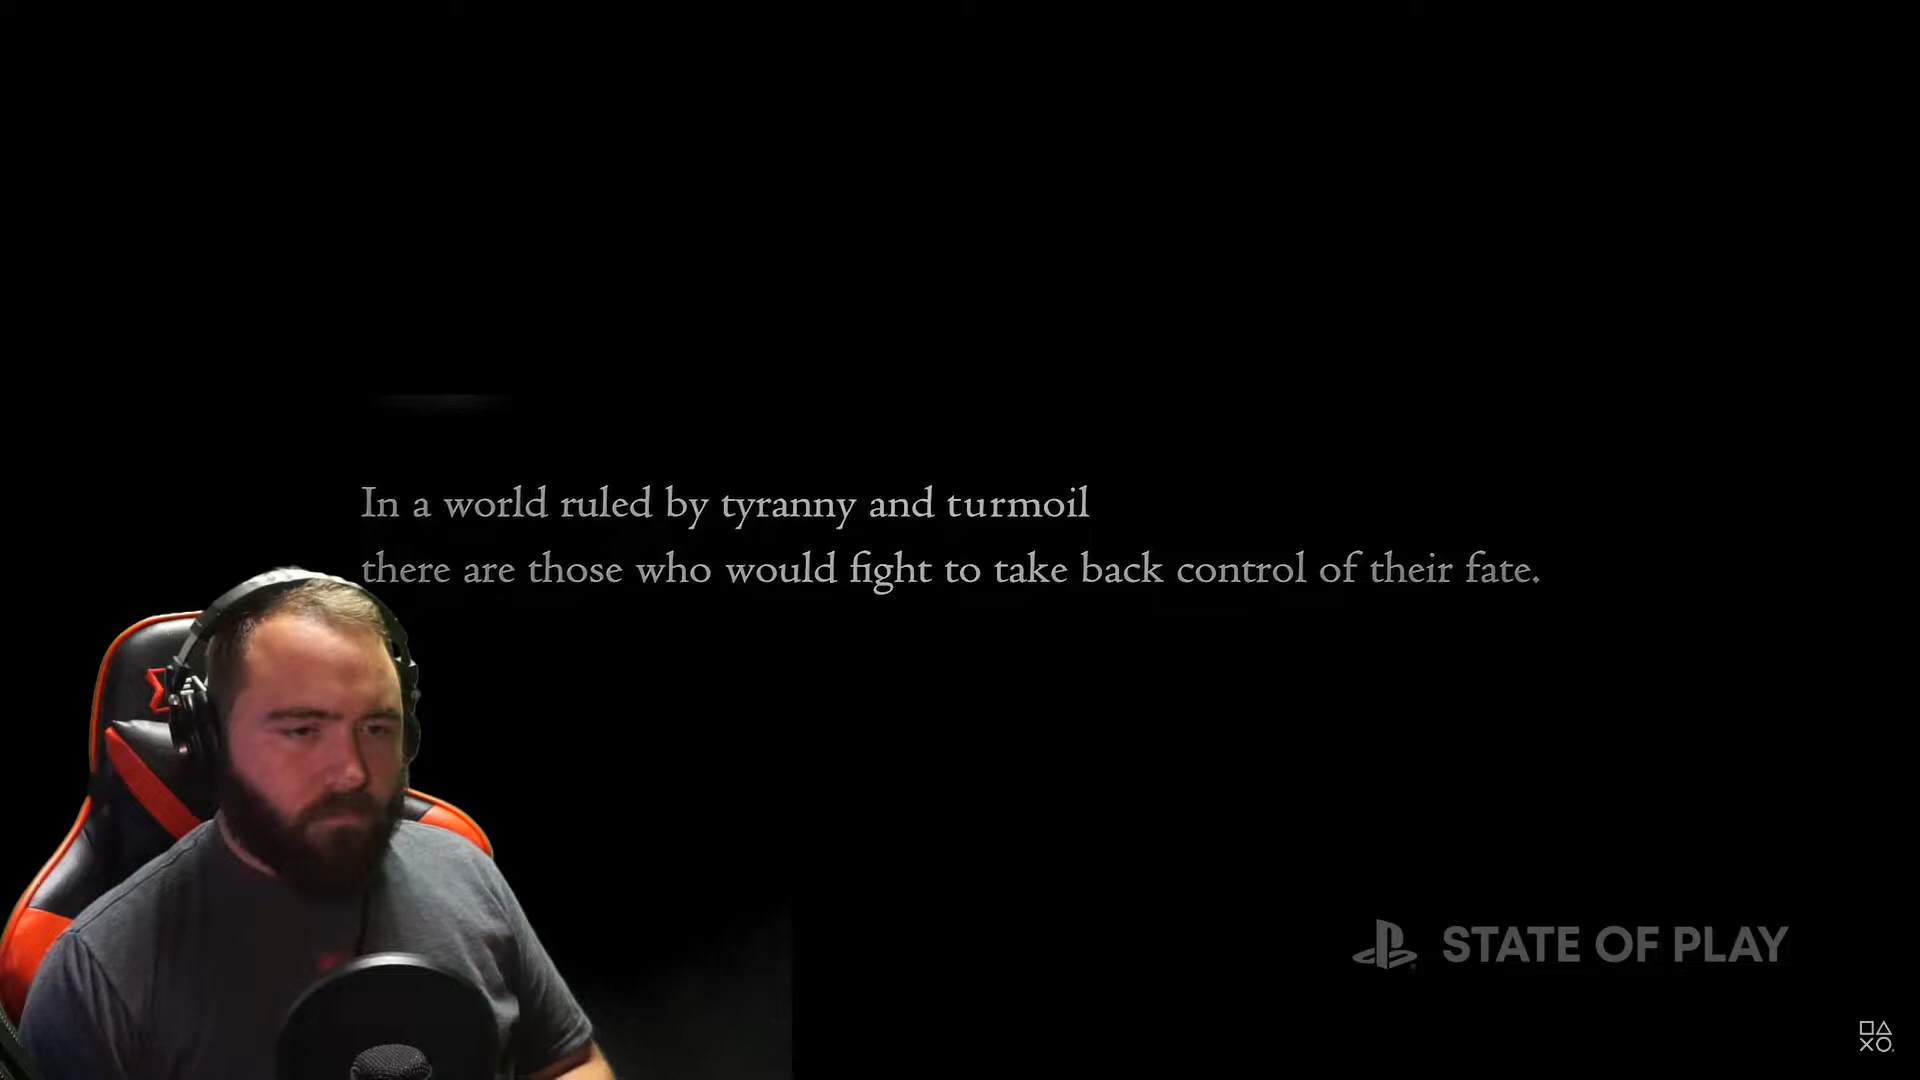 In a world ruled by tyranny and turmoil
there are those who would fight to take back control of their fate.
STATE OF PLAY